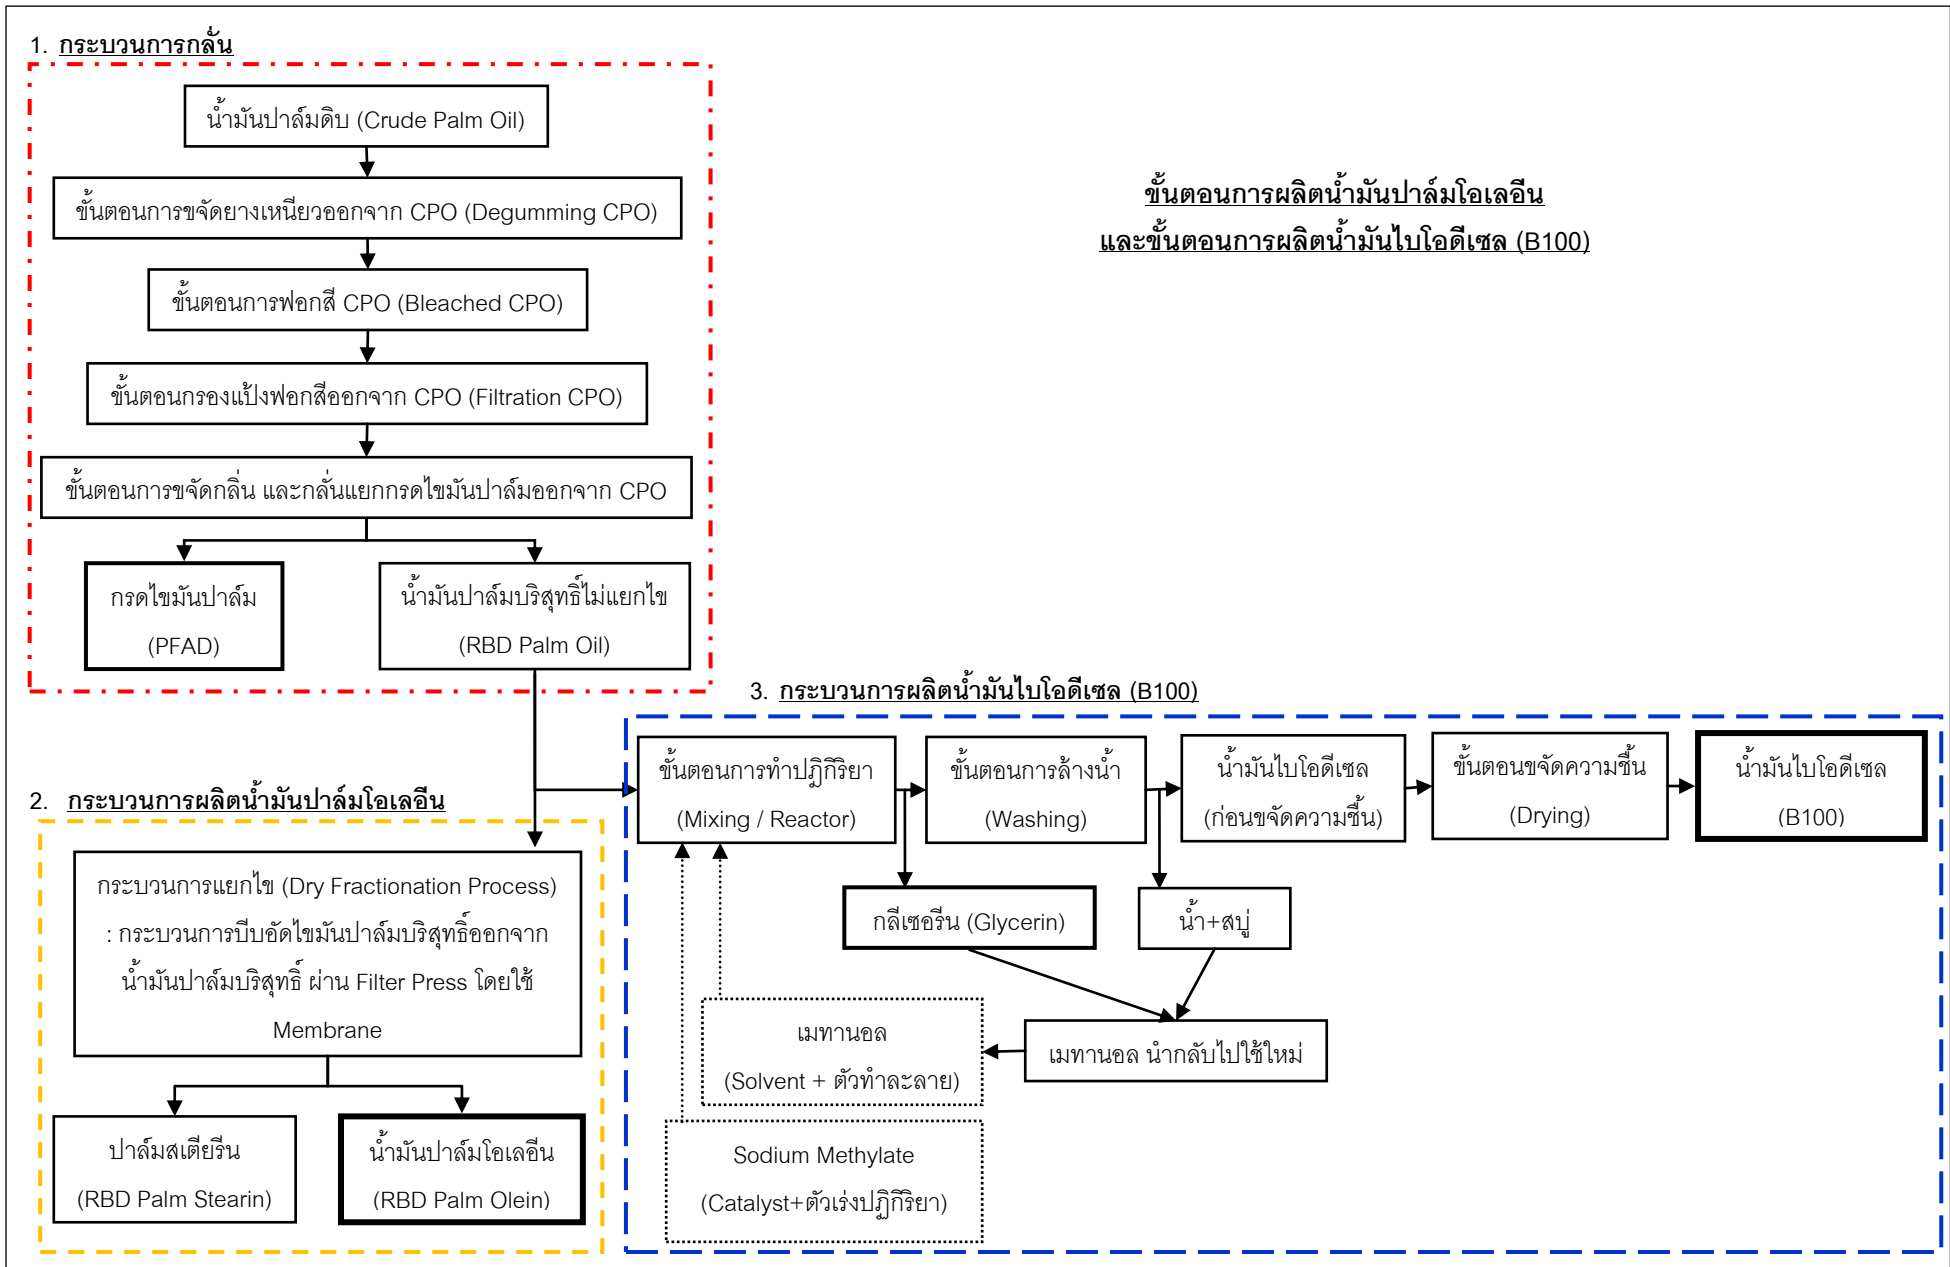 1. กระบวนการกลั่น
น้ำมันปาล์มดิบ (Crude Palm Oil)
ขั้นตอนการขจัดยางเหนียวออกจาก CPO (Degumming CPO)
ขั้นตอนการฟอกสี CPO (Bleached CPO)
ขั้นตอนกรองแป้งฟอกสีออกจาก CPO (Filtration CPO)
ขั้นตอนการขจัดกลิ่น และกลั่นแยกกรดไขมันปาล์มออกจาก CPO
กรดไขมันปาล์ม
(PFAD)
น้ำมันปาล์มบริสุทธิ์ไม่แยกไข
(RBD Palm Oil)
ขั้นตอนการผลิตน้ำมันปาล์มโอเลอีน
และขั้นตอนการผลิตน้ำมันไบโอดีเซล (B100)
2. กระบวนการผลิตน้ำมันปาล์มโอเลอีน
กระบวนการแยกไข (Dry Fractionation Process)
: กระบวนการบีบอัดไขมันปาล์มบริสุทธิ์ออกจาก
น้ำมันปาล์มบริสุทธิ์ ผ่าน Filter Press โดยใช้
Membrane
ปาล์มสเตียรีน
(RBD Palm Stearin)
น้ำมันปาล์มโอเลอีน
(RBD Palm Olein)
3. กระบวนการผลิตน้ำมันไบโอดีเซล (B100)
ขั้นตอนการทำปฏิกิริยา
(Mixing / Reactor)
ขั้นตอนการล้างน้ำ
(Washing)
น้ำมันไบโอดีเซล
(ก่อนขจัดความชื้น)
ขั้นตอนขจัดความชื้น
(Drying)
น้ำมันไบโอดีเซล
(B100)
กลีเซอรีน (Glycerin)
น้ำ+สบู่
เมทานอล
(Solvent + ตัวทำละลาย)
เมทานอล นำกลับไปใช้ใหม่
Sodium Methylate
(Catalyst+ตัวเร่งปฏิกิริยา)